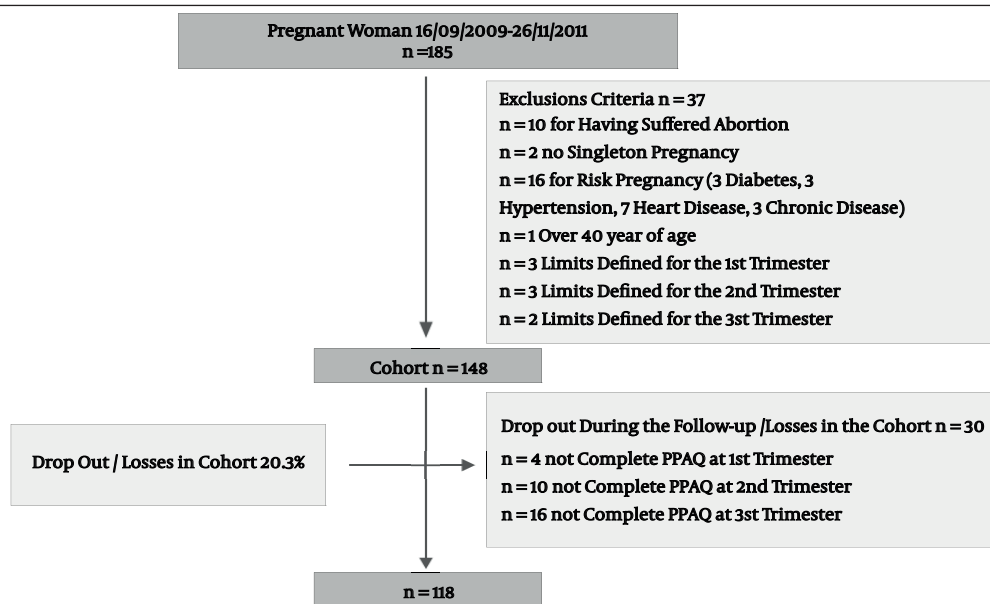 Pregnant Woman 16/09/2009-26/11/2011
n =185
Exclusions Criteria n = 37
n = 10 for Having Suffered Abortion
n = 2 no Singleton Pregnancy
n = 16 for Risk Pregnancy (3 Diabetes, 3
Hypertension, 7 Heart Disease, 3 Chronic Disease)
n = 1 Over 40 year of age
n = 3 Limits Defined for the 1st Trimester
n = 3 Limits Defined for the 2nd Trimester
n = 2 Limits Defined for the 3st Trimester
Cohort n = 148
Drop out During the Follow-up /Losses in the Cohort n = 30
n = 4 not Complete PPAQ at 1st Trimester
n = 10 not Complete PPAQ at 2nd Trimester
n = 16 not Complete PPAQ at 3st Trimester
Drop Out / Losses in Cohort 20.3%
n = 118